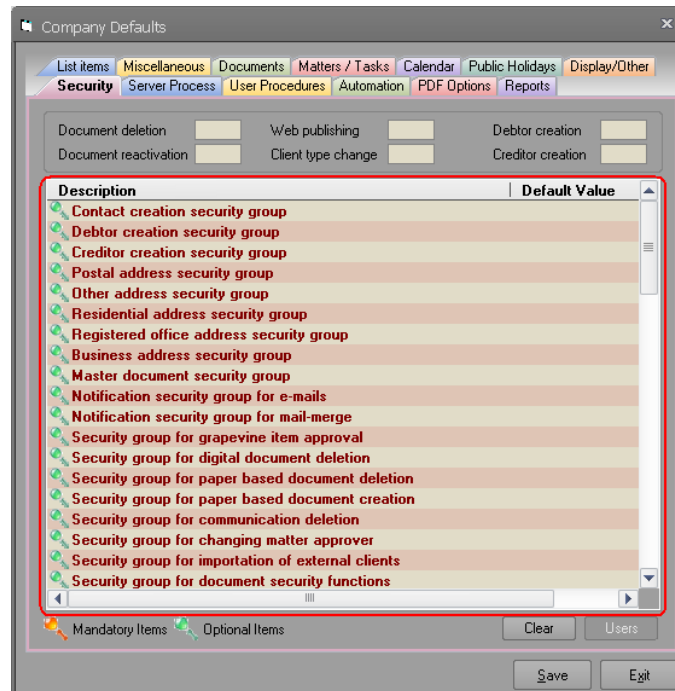 Company Defaults
List items Miscellaneous Documents Matters / Tasks Calendar Public Holidays Display/Other
Security Server Process User Procedures Automation PDF Options Reports
Document deletion Web publishing Debtor creation
Document reactivation Client type change Creditor creation
Description Default Value
Contact creation security group
Debtor creation security group
Creditor creation security group
Postal address security group
Other address security group
Residential address security group
Registered office address security group
Business address security group
Master document security group
Notification security group for e-mails
Notification security group for mail-merge
Security group for grapevine item approval
Security group for digital document deletion
Security group for paper based document deletion
Security group for paper based document creation
Security group for communication deletion
Security group for changing matter approver
Security group for importation of external clients
Security group for document security functions
Mandatory Items Optional Items Clear Users
Save Exit